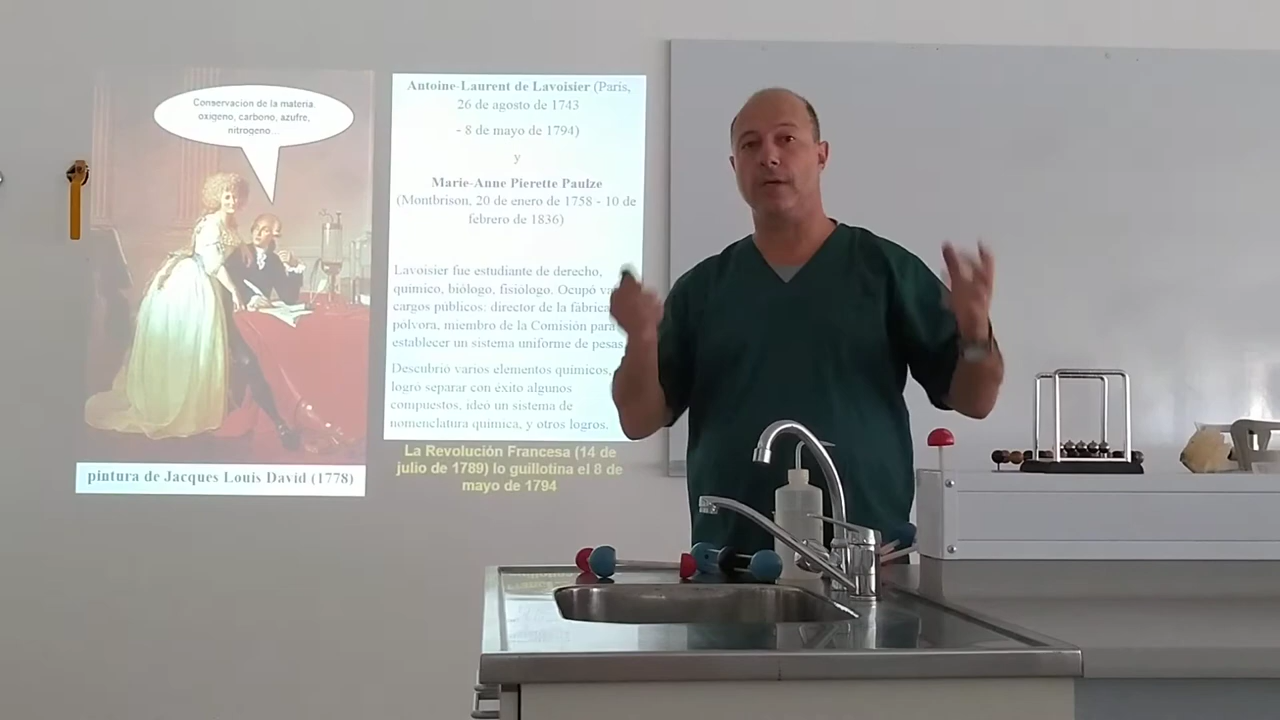 Conservacion de la materia.
oxigeno, carbono, azufre,
nitrogeno...
pintura de Jacques Louis David (1778)
Antoine-Laurent de Lavoisier (París,
26 de agosto de 1743
- 8 de mayo de 1794)
y
Marie-Anne Pierette Paulze
(Montbrison, 20 de enero de 1758 - 10 de
febrero de 1836)
Lavoisier fue estudiante de derecho,
químico, biólogo, fisiólogo. Ocupó
cargos públicos: director de la fábrica
pólvora, miembro de la Comisión para
establecer un sistema uniforme de pesas
Descubrió varios elementos químicos,
logró separar con éxito algunos
compuestos, ideó un sistema de
nomenclatura química, y otros logros.
La Revolución Francesa (14 de
julio de 1789) lo guillotina el 8 de
mayo de 1794